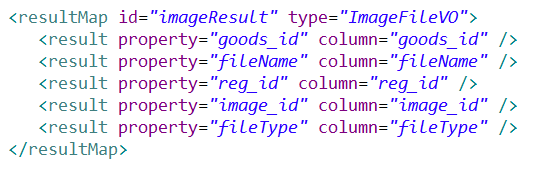 <resultMap id="imageResult" type="ImageFileVO">
<result property="goods_id" column="goods_id" />
<result property="fileName" column="fileName" />
<result property="reg_id" column="reg_id" />
<result property="image_id" column="image_id" />
<result property="fileType" column="fileType" />
</resultMap>